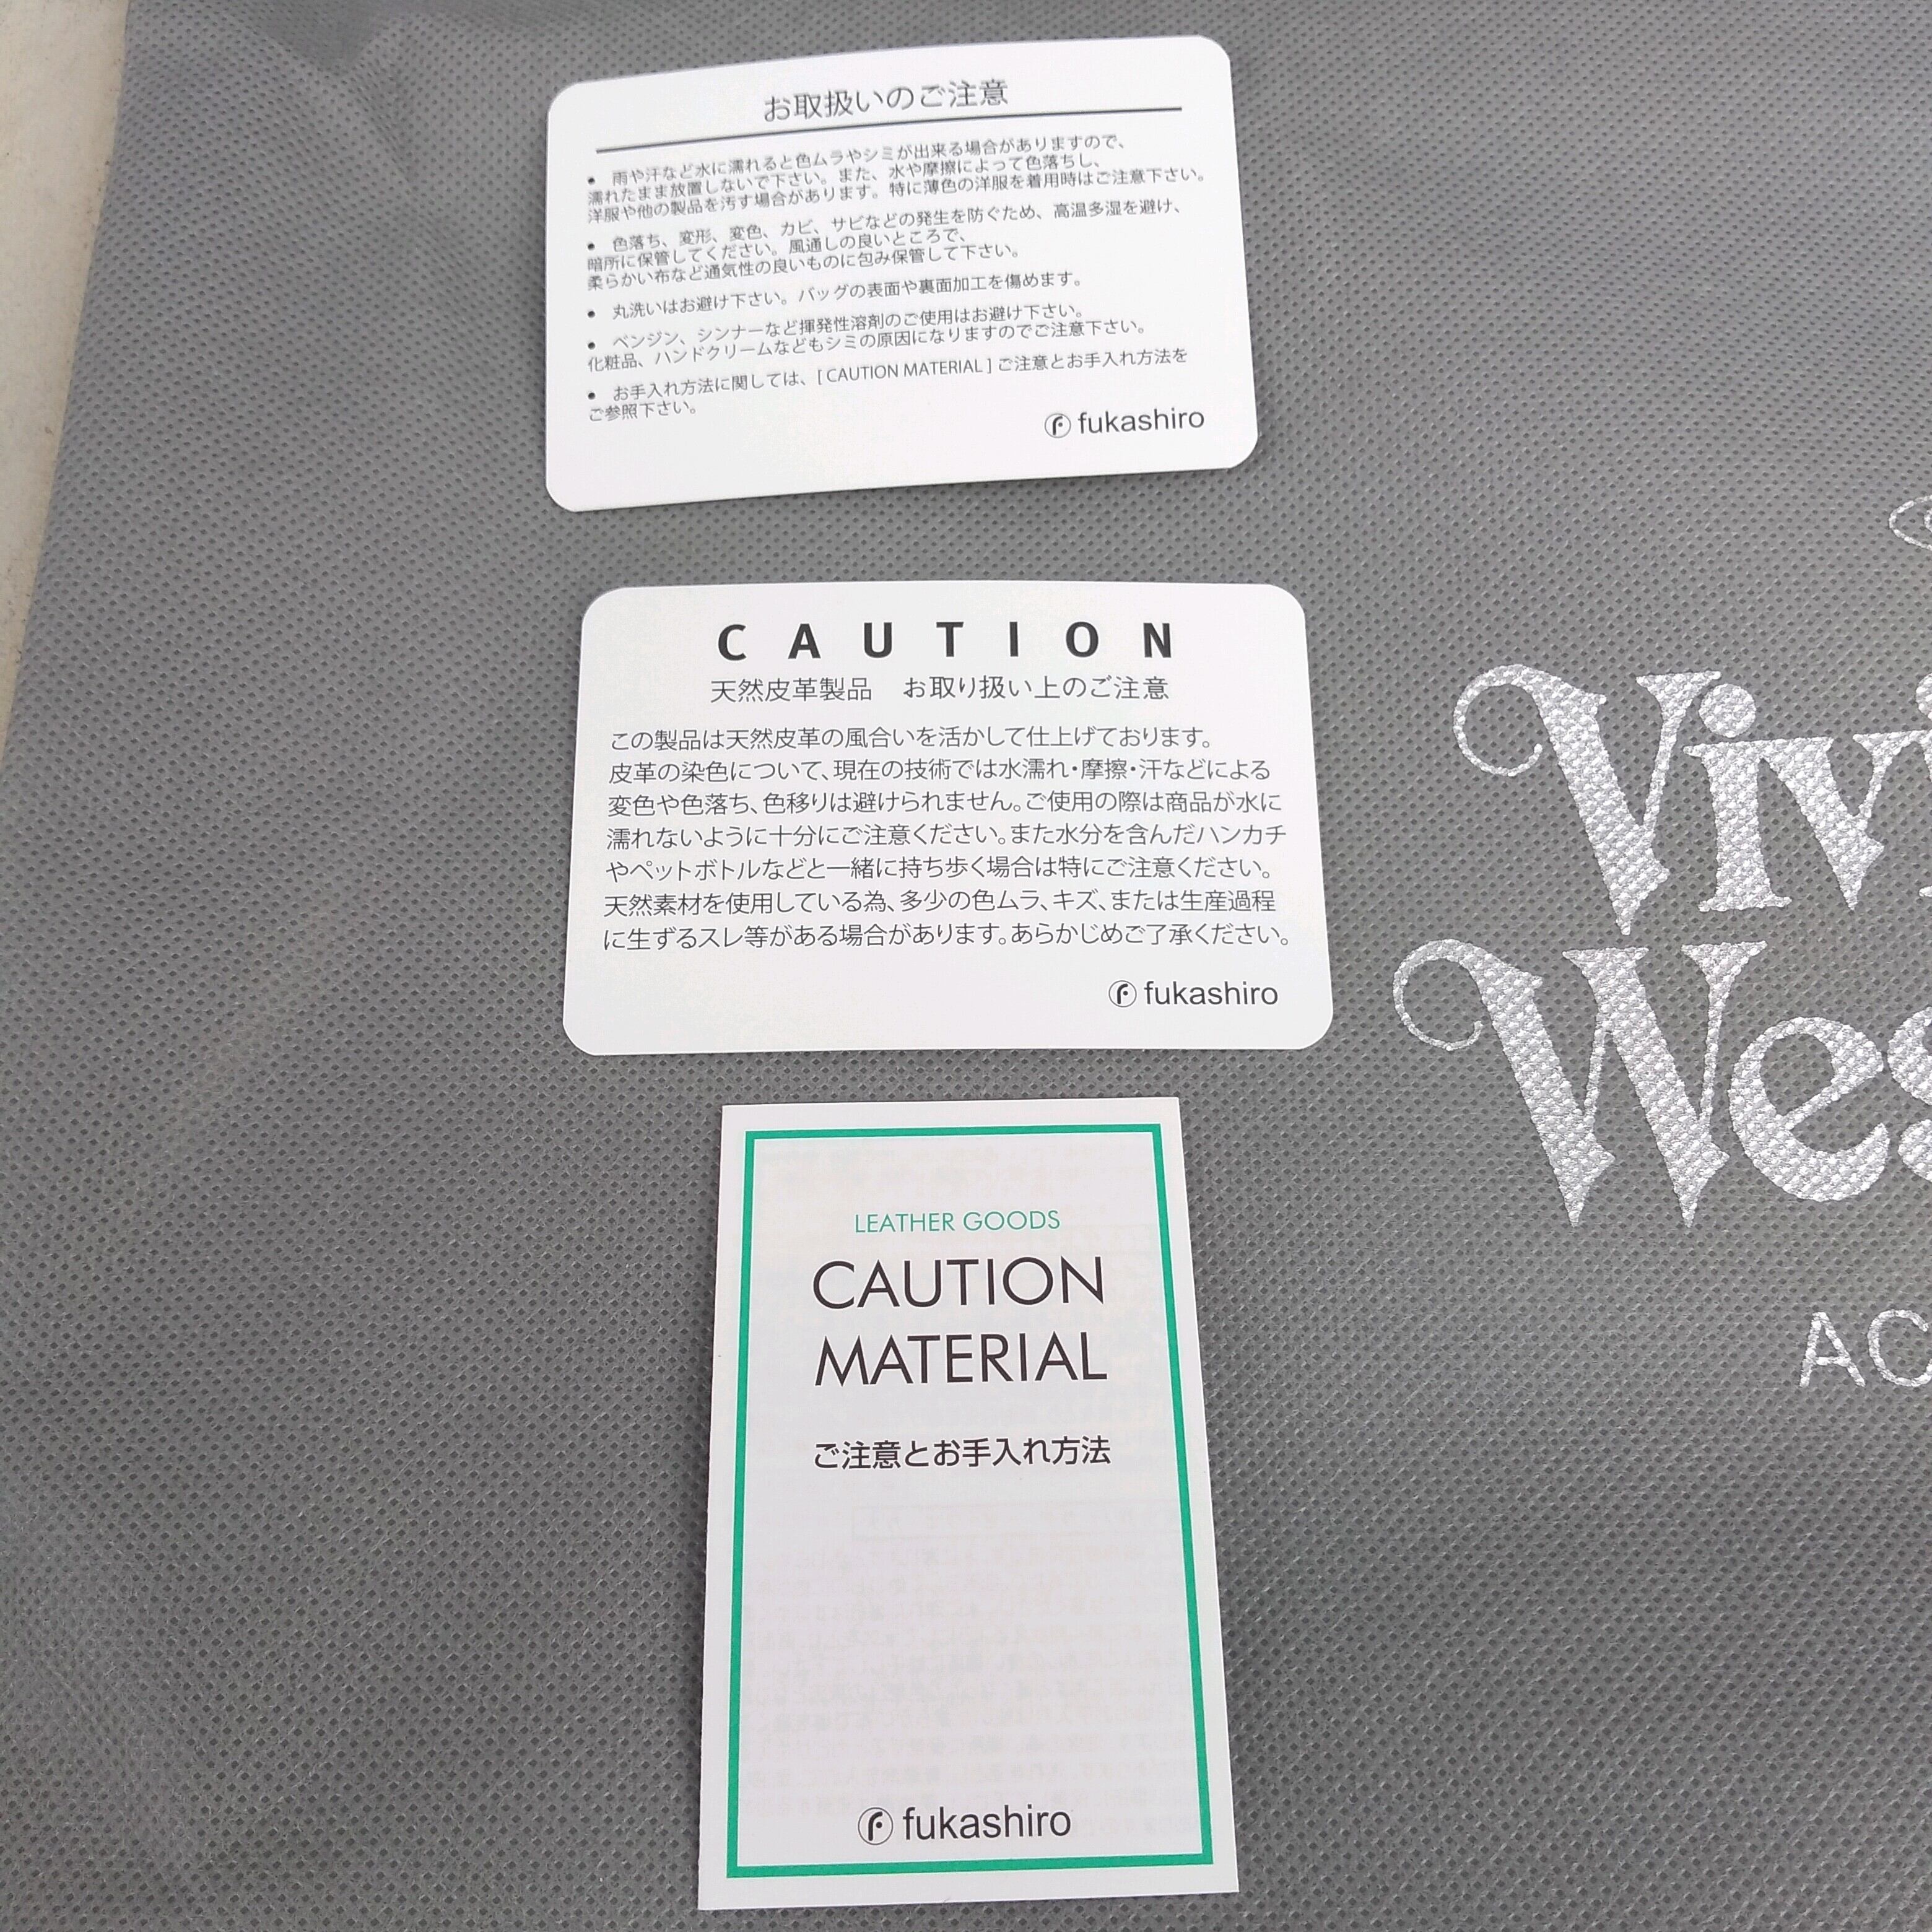 お取扱いのご注意
● 雨や汗など水に濡れると色ムラやシミが出来る場合がありますので、
濡れたまま放置しないで下さい。また、水や摩擦によって色落ちし、
洋服や他の製品を汚す場合があります。特に薄色の洋服を着用時はご注意下さい。
● 色落ち、変形、変色、カビ、サビなどの発生を防ぐため、高温多湿を避け、
暗所に保管してください。風通しの良いところで、
柔らかい布など通気性の良いものに包み保管して下さい。
● 丸洗いはお避け下さい。バッグの表面や裏面加工を傷めます。
● ベンジン、シンナーなど揮発性溶剤のご使用はお避け下さい。
化粧品、ハンドクリームなどもシミの原因になりますのでご注意下さい。
● お手入れ方法に関しては、[ CAUTION MATERIAL ] ご注意とお手入れ方法を
ご参照下さい。
fukashiro
CAUTION
天然皮革製品 お取り扱い上のご注意
この製品は天然皮革の風合いを活かして仕上げております。
皮革の染色について、現在の技術では水濡れ・摩擦・汗などによる
変色や色落ち、色移りは避けられません。ご使用の際は商品が水に
濡れないように十分にご注意ください。また水分を含んだハンカチ
やペットボトルなどと一緒に持ち歩く場合は特にご注意ください。
天然素材を使用している為、多少の色ムラ、キズ、または生産過程
に生ずるスレ等がある場合があります。あらかじめご了承ください。
fukashiro
Vivi
Wes
AC
LEATHER GOODS
CAUTION
MATERIAL
ご注意とお手入れ方法
fukashiro